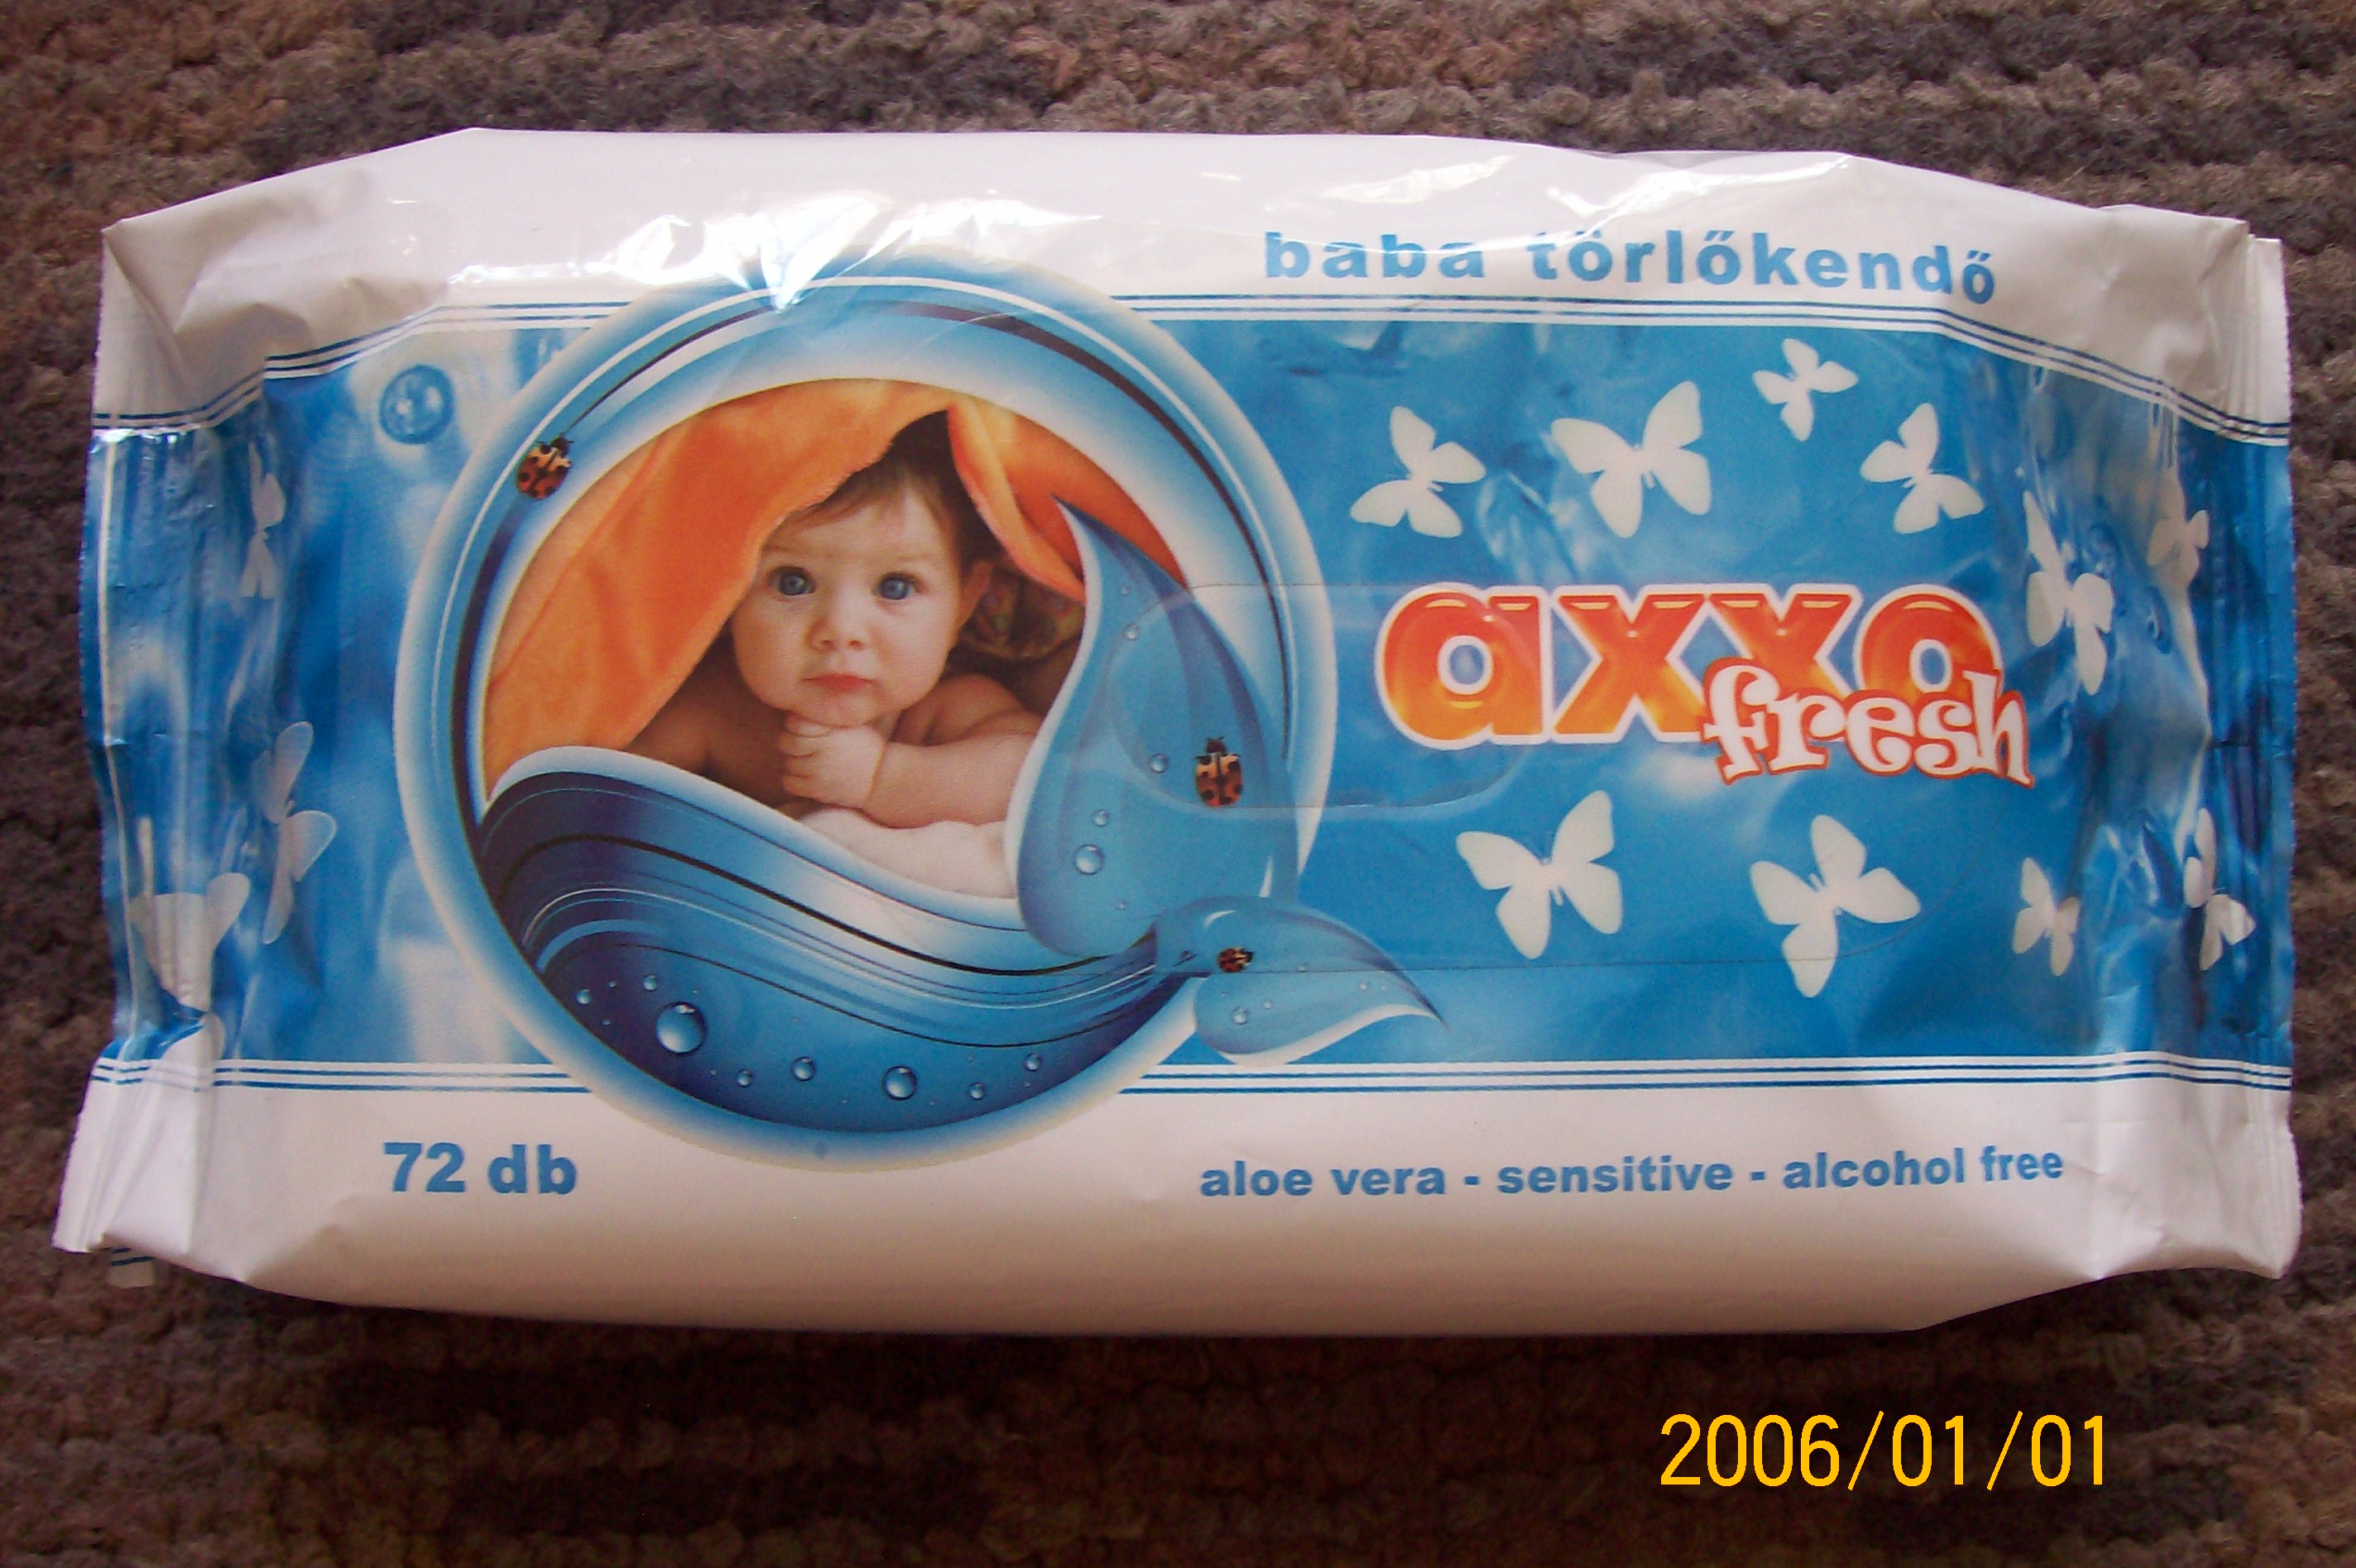 baba törlőkendő
axxo
fresh
72 db
aloe vera - sensitive - alcohol free
2006/01/01